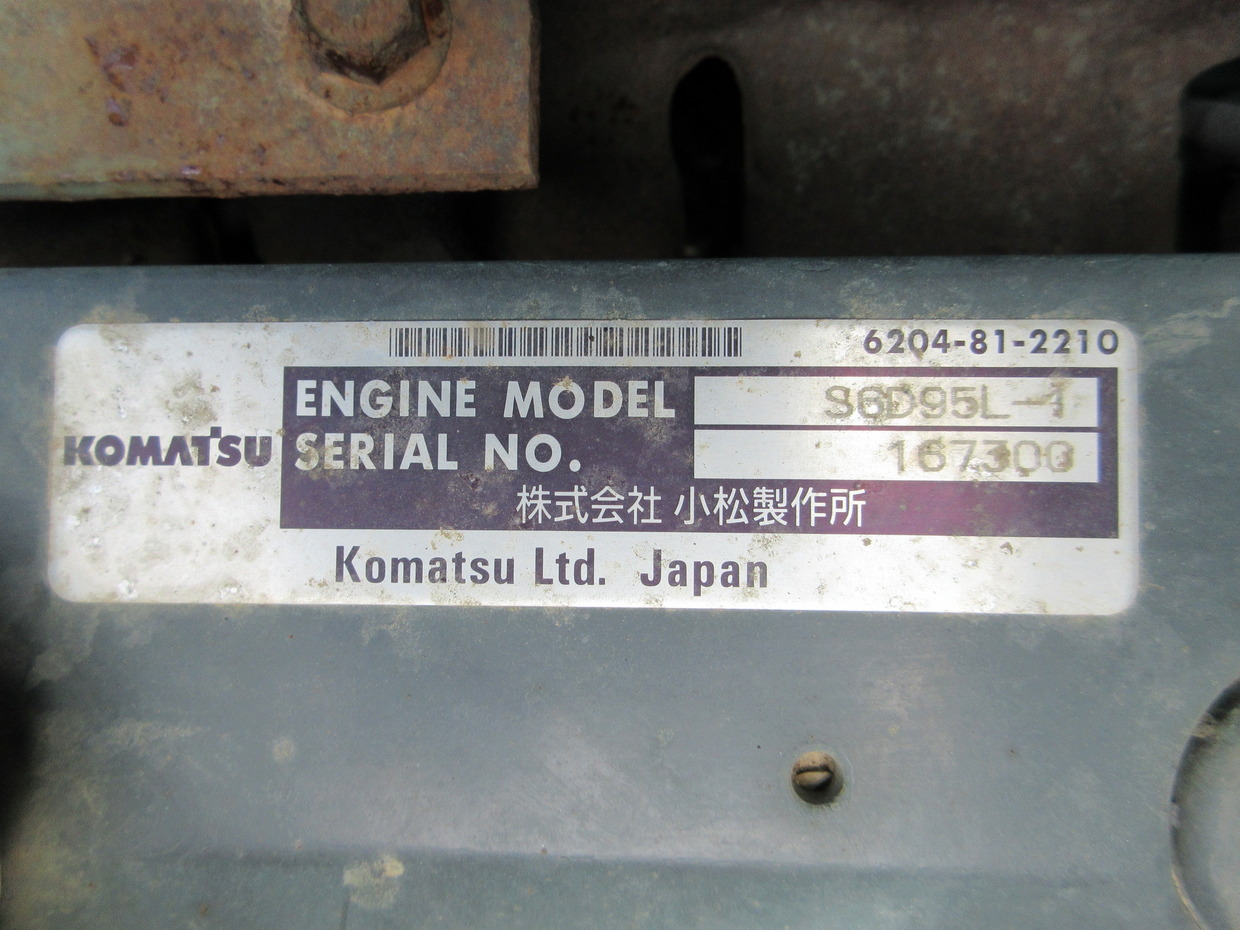 6204-81-2210
ENGINE MODEL S6D95L-1
KOMATSU
SERIAL NO. 167300
株式会社 小松製作所
Komatsu Ltd. Japan